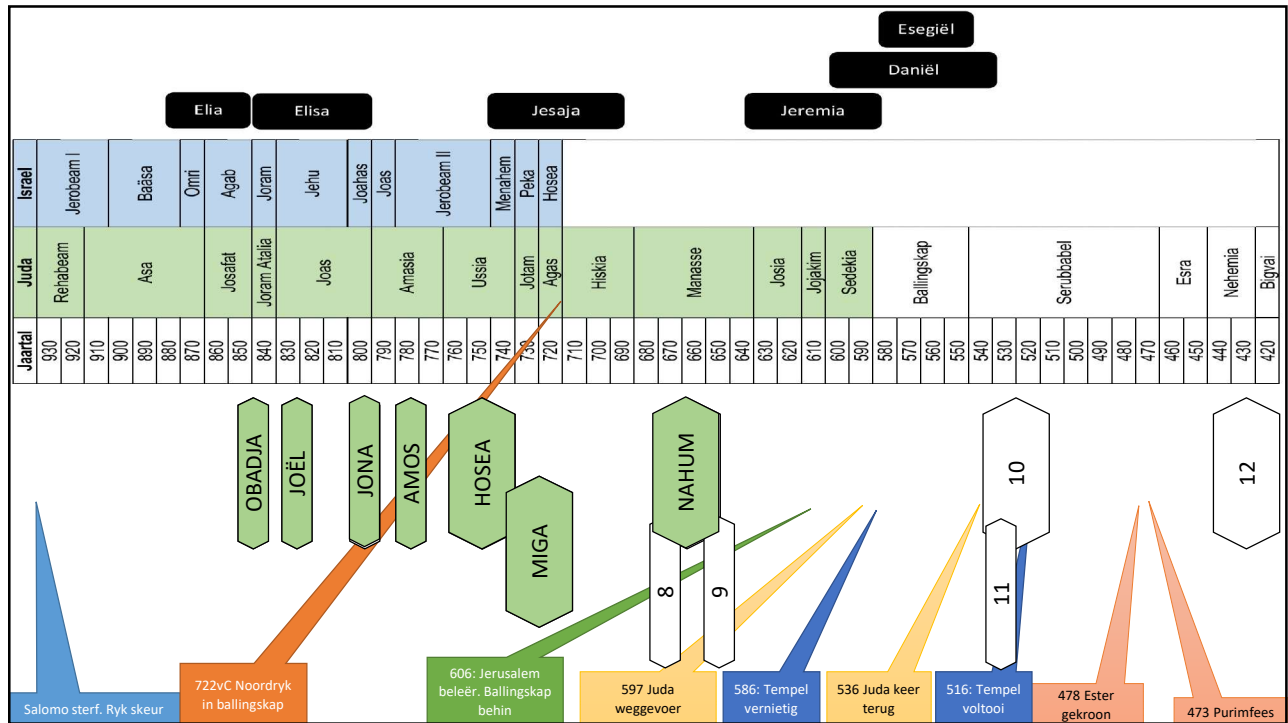 Esegiël
Daniël
Elia
Elisa
Jesaja
Jeremia
Israel
Jerobeam I
Baäsa
Omri
Agab
Joram
Jehu
Joahas
Joas
Jerobeam II
Menahem
Peka
Hosea
Juda
Rehabeam
Asa
Josafat
Joram Atalia
Joas
Amasia
Ussia
Jotam
Agas
Hiskia
Manasse
Josia
Jojakim
Sedekia
Ballingskap
Serubbabel
Esra
Nehemia
Bigvai
Jaartal
930
920
910
900
890
880
870
860
850
840
830
820
810
800
790
780
770
760
750
740
730
720
710
700
690
680
670
660
650
640
630
620
610
600
590
580
570
560
550
540
530
520
510
500
490
480
470
460
450
440
430
420
OBADJA
JOËL
JONA
AMOS
HOSEA
MIGA
NAHUM
8
9
10
11
12
Salomo sterf. Ryk skeur
722vC Noordryk
in ballingskap
606: Jerusalem
beleër. Ballingskap
behin
597 Juda
weggevoer
586: Tempel
vernietig
536 Juda keer
terug
516: Tempel
voltooi
478 Ester
gekroon
473 Purimfees